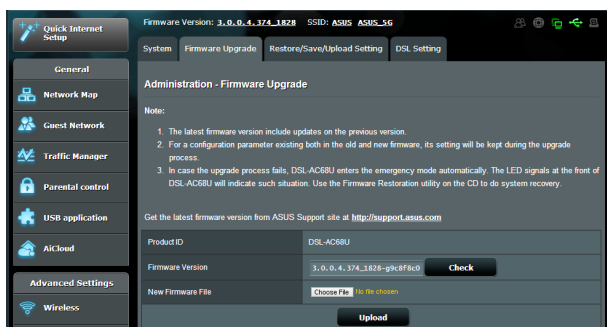 Quick Internet Setup
Firmware Version: 3.0.0.4.374_1828 SSID: ASUS ASUS_5G
System Firmware Upgrade Restore/Save/Upload Setting DSL Setting
General
Network Map
Guest Network
Traffic Manager
Parental control
USB application
AiCloud
Advanced Settings
Wireless
Administration - Firmware Upgrade
Note:
1. The latest firmware version include updates on the previous version.
2. For a configuration parameter existing both in the old and new firmware, its setting will be kept during the upgrade
process.
3. In case the upgrade process fails, DSL-AC68U enters the emergency mode automatically. The LED signals at the front of
DSL-AC68U will indicate such situation. Use the Firmware Restoration utility on the CD to do system recovery.
Get the latest firmware version from ASUS Support site at http://support.asus.com
Product ID DSL-AC68U
Firmware Version 3.0.0.4.374_1828-g9c8f8c0 Check
New Firmware File Choose File No file chosen
Upload